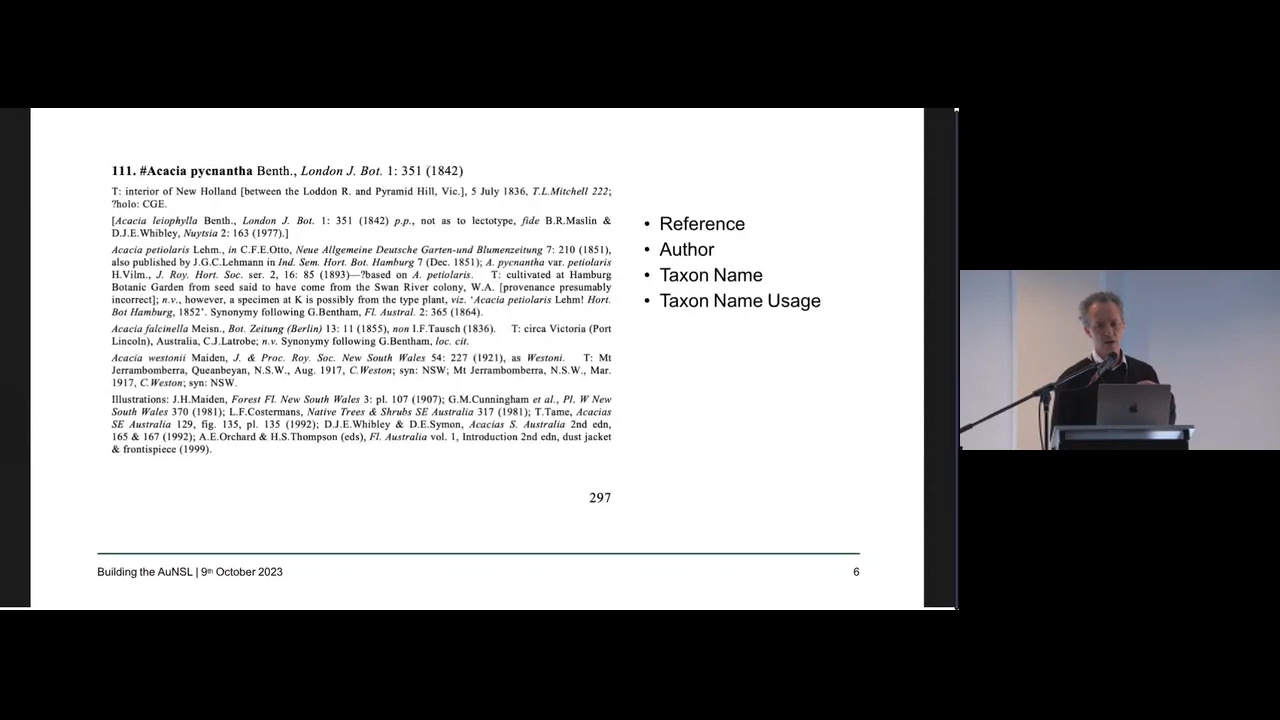 111. #Acacia pycnantha Benth., London J. Bot. 1: 351 (1842)
T: interior of New Holland [between the Loddon R. and Pyramid Hill, Vic.], 5 July 1836, T.L.Mitchell 222;
?holo: CGE.
[Acacia leiophylla Benth., London J. Bot. 1: 351 (1842) p.p., not as to lectotype, fide B.R.Maslin &
D.J.E.Whibley, Nuytsia 2: 163 (1977).]
Acacia petiolaris Lehm., in C.F.E.Otto, Neue Allgemeine Deutsche Garten-und Blumenzeitung 7: 210 (1851),
also published by J.G.C.Lehmann in Ind. Sem. Hort. Bot. Hamburg 7 (Dec. 1851); A. pycnantha var. petiolaris
H.Vilm., J. Roy. Hort. Soc. ser. 2, 16: 85 (1893)—?based on A. petiolaris. T: cultivated at Hamburg
Botanic Garden from seed said to have come from the Swan River colony, W.A. [provenance presumably
incorrect]; n.v., however, a specimen at K is possibly from the type plant, viz. ‘Acacia petiolaris Lehm! Hort.
Bot Hamburg, 1852’. Synonymy following G.Bentham, Fl. Austral. 2: 365 (1864).
Acacia falcinella Meisn., Bot. Zeitung (Berlin) 13: 11 (1855), non I.F.Tausch (1836). T: circa Victoria (Port
Lincoln), Australia, C.J.Latrobe; n.v. Synonymy following G.Bentham, loc. cit.
Acacia westonii Maiden, J. & Proc. Roy. Soc. New South Wales 54: 227 (1921), as Westoni. T: Mt
Jerrambomberra, Queanbeyan, N.S.W., Aug. 1917, C.Weston; syn: NSW; Mt Jerrambomberra, N.S.W., Mar.
1917, C.Weston; syn: NSW.
Illustrations: J.H.Maiden, Forest Fl. New South Wales 3: pl. 107 (1907); G.M.Cunningham et al., Pl. W New
South Wales 370 (1981); L.F.Costermans, Native Trees & Shrubs SE Australia 317 (1981); T.Tame, Acacias
SE Australia 129, fig. 135, pl. 135 (1992); D.J.E.Whibley & D.E.Symon, Acacias S. Australia 2nd edn,
165 & 167 (1992); A.E.Orchard & H.S.Thompson (eds), Fl. Australia vol. 1, Introduction 2nd edn, dust jacket
& frontispiece (1999).
297
• Reference
• Author
• Taxon Name
• Taxon Name Usage
Building the AuNSL | 9th October 2023
6